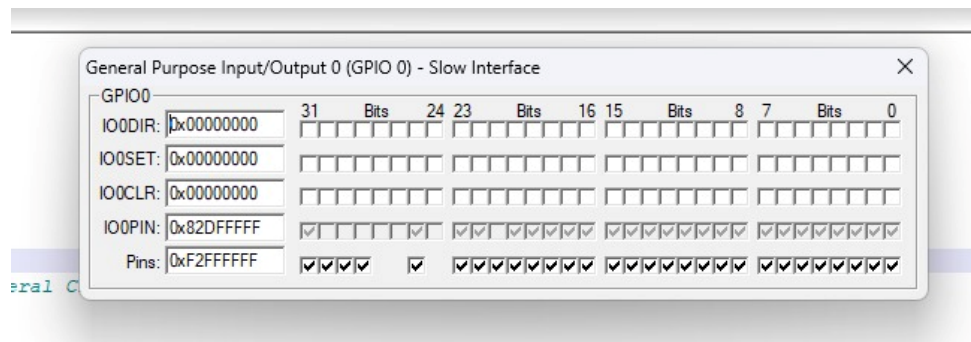 General Purpose Input/Output 0 (GPIO 0) - Slow Interface
GPIO0
31 Bits 24 23 Bits 16 15 Bits 8 7 Bits 0
IO0DIR: 0x00000000
IO0SET: 0x00000000
IO0CLR: 0x00000000
IO0PIN: 0x82DFFFFF
Pins: 0xF2FFFFFF
eral C